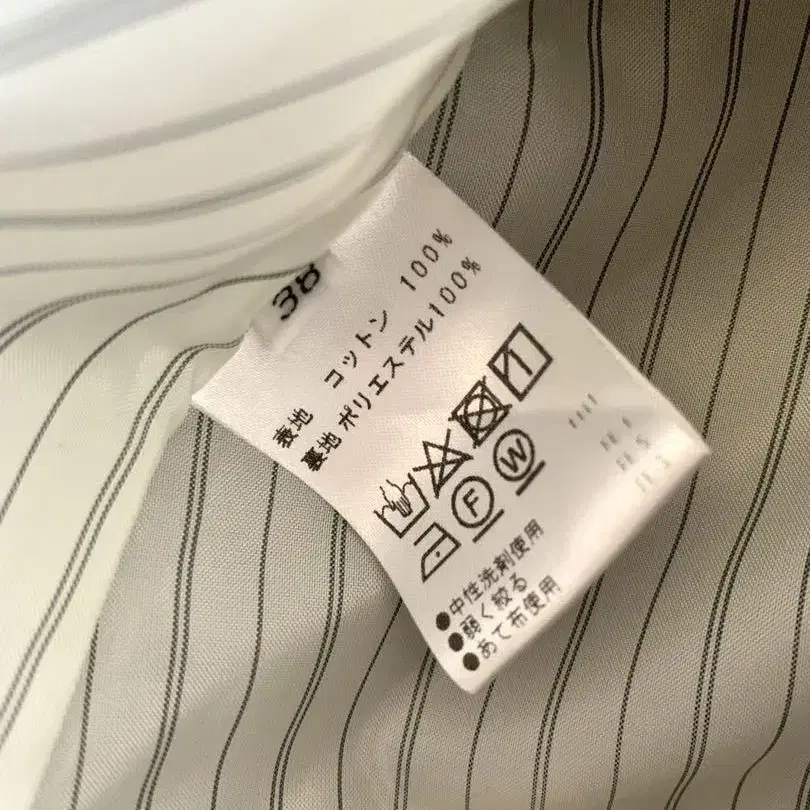 38
表地 コットン 100%
裏地 ポリエステル100%
F W
●中性洗剤使用
●弱く絞る
●あて布使用